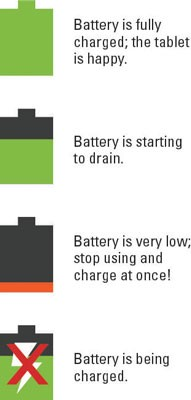 Battery is fully
charged; the tablet
is happy.
Battery is starting
to drain.
Battery is very low;
stop using and
charge at once!
Battery is being
charged.